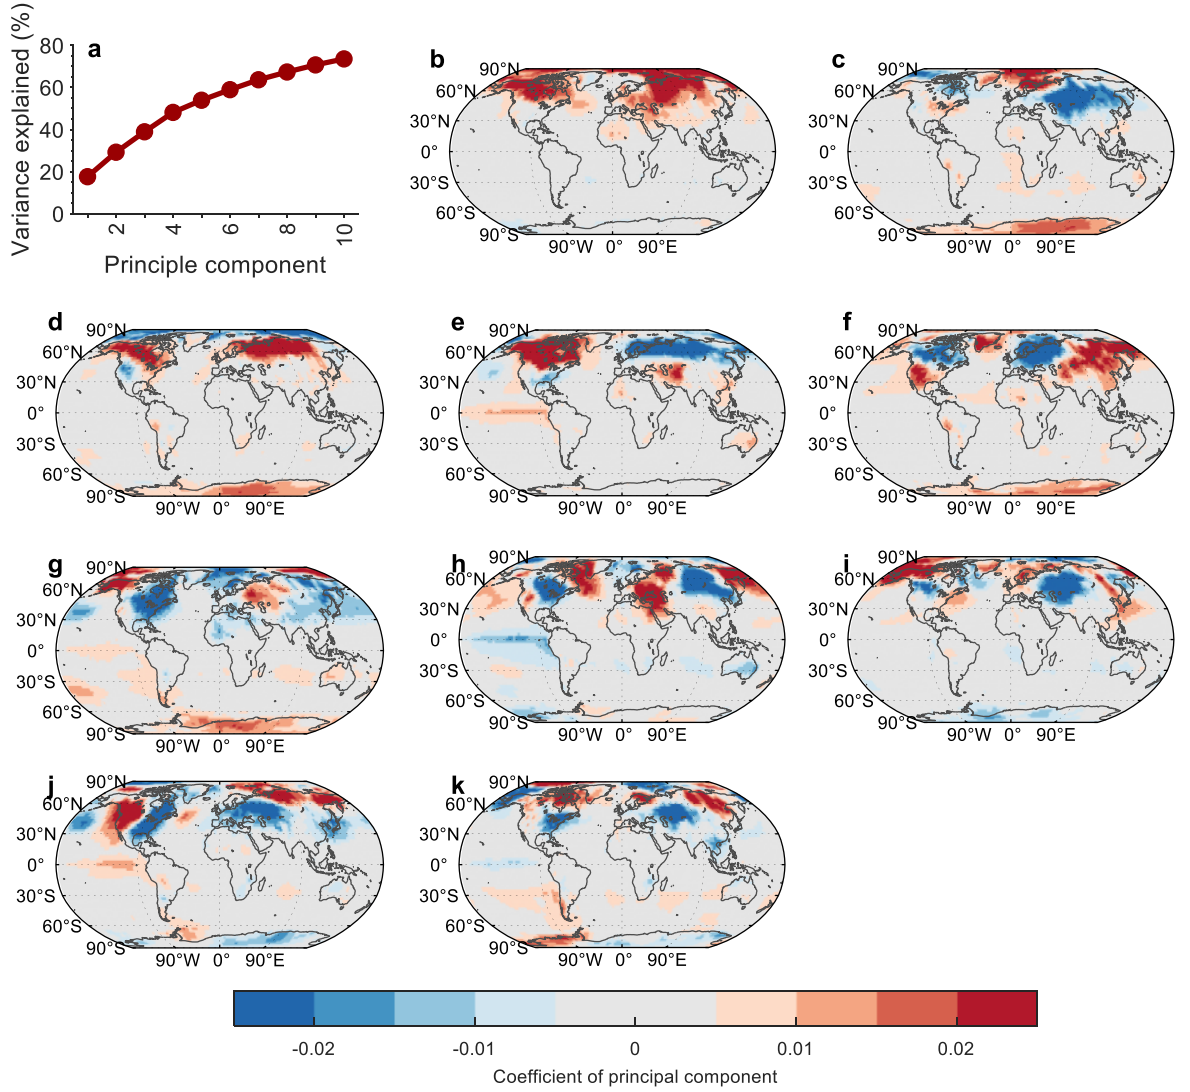 a
Variance explained (%)
80
60
40
20
0
2 4 6 8 10
Principle component
b
90°N
60°N
30°N
0°
30°S
60°S
90°S
90°W 0° 90°E
c
90°N
60°N
30°N
0°
30°S
60°S
90°S
90°W 0° 90°E
d
90°N
60°N
30°N
0°
30°S
60°S
90°S
90°W 0° 90°E
e
90°N
60°N
30°N
0°
30°S
60°S
90°S
90°W 0° 90°E
f
90°N
60°N
30°N
0°
30°S
60°S
90°S
90°W 0° 90°E
g
90°N
60°N
30°N
0°
30°S
60°S
90°S
90°W 0° 90°E
h
90°N
60°N
30°N
0°
30°S
60°S
90°S
90°W 0° 90°E
i
90°N
60°N
30°N
0°
30°S
60°S
90°S
90°W 0° 90°E
j
90°N
60°N
30°N
0°
30°S
60°S
90°S
90°W 0° 90°E
k
90°N
60°N
30°N
0°
30°S
60°S
90°S
90°W 0° 90°E
-0.02 -0.01 0 0.01 0.02
Coefficient of principal component